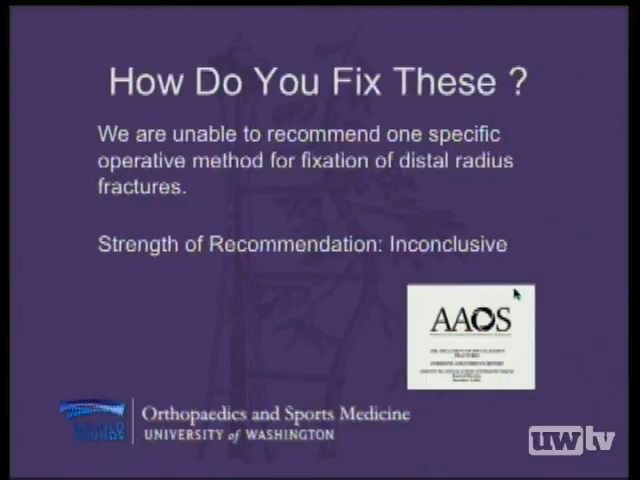 How Do You Fix These ?
We are unable to recommend one specific
operative method for fixation of distal radius
fractures.
Strength of Recommendation: Inconclusive
AAOS
Orthopaedics and Sports Medicine
UNIVERSITY of WASHINGTON
uwtv